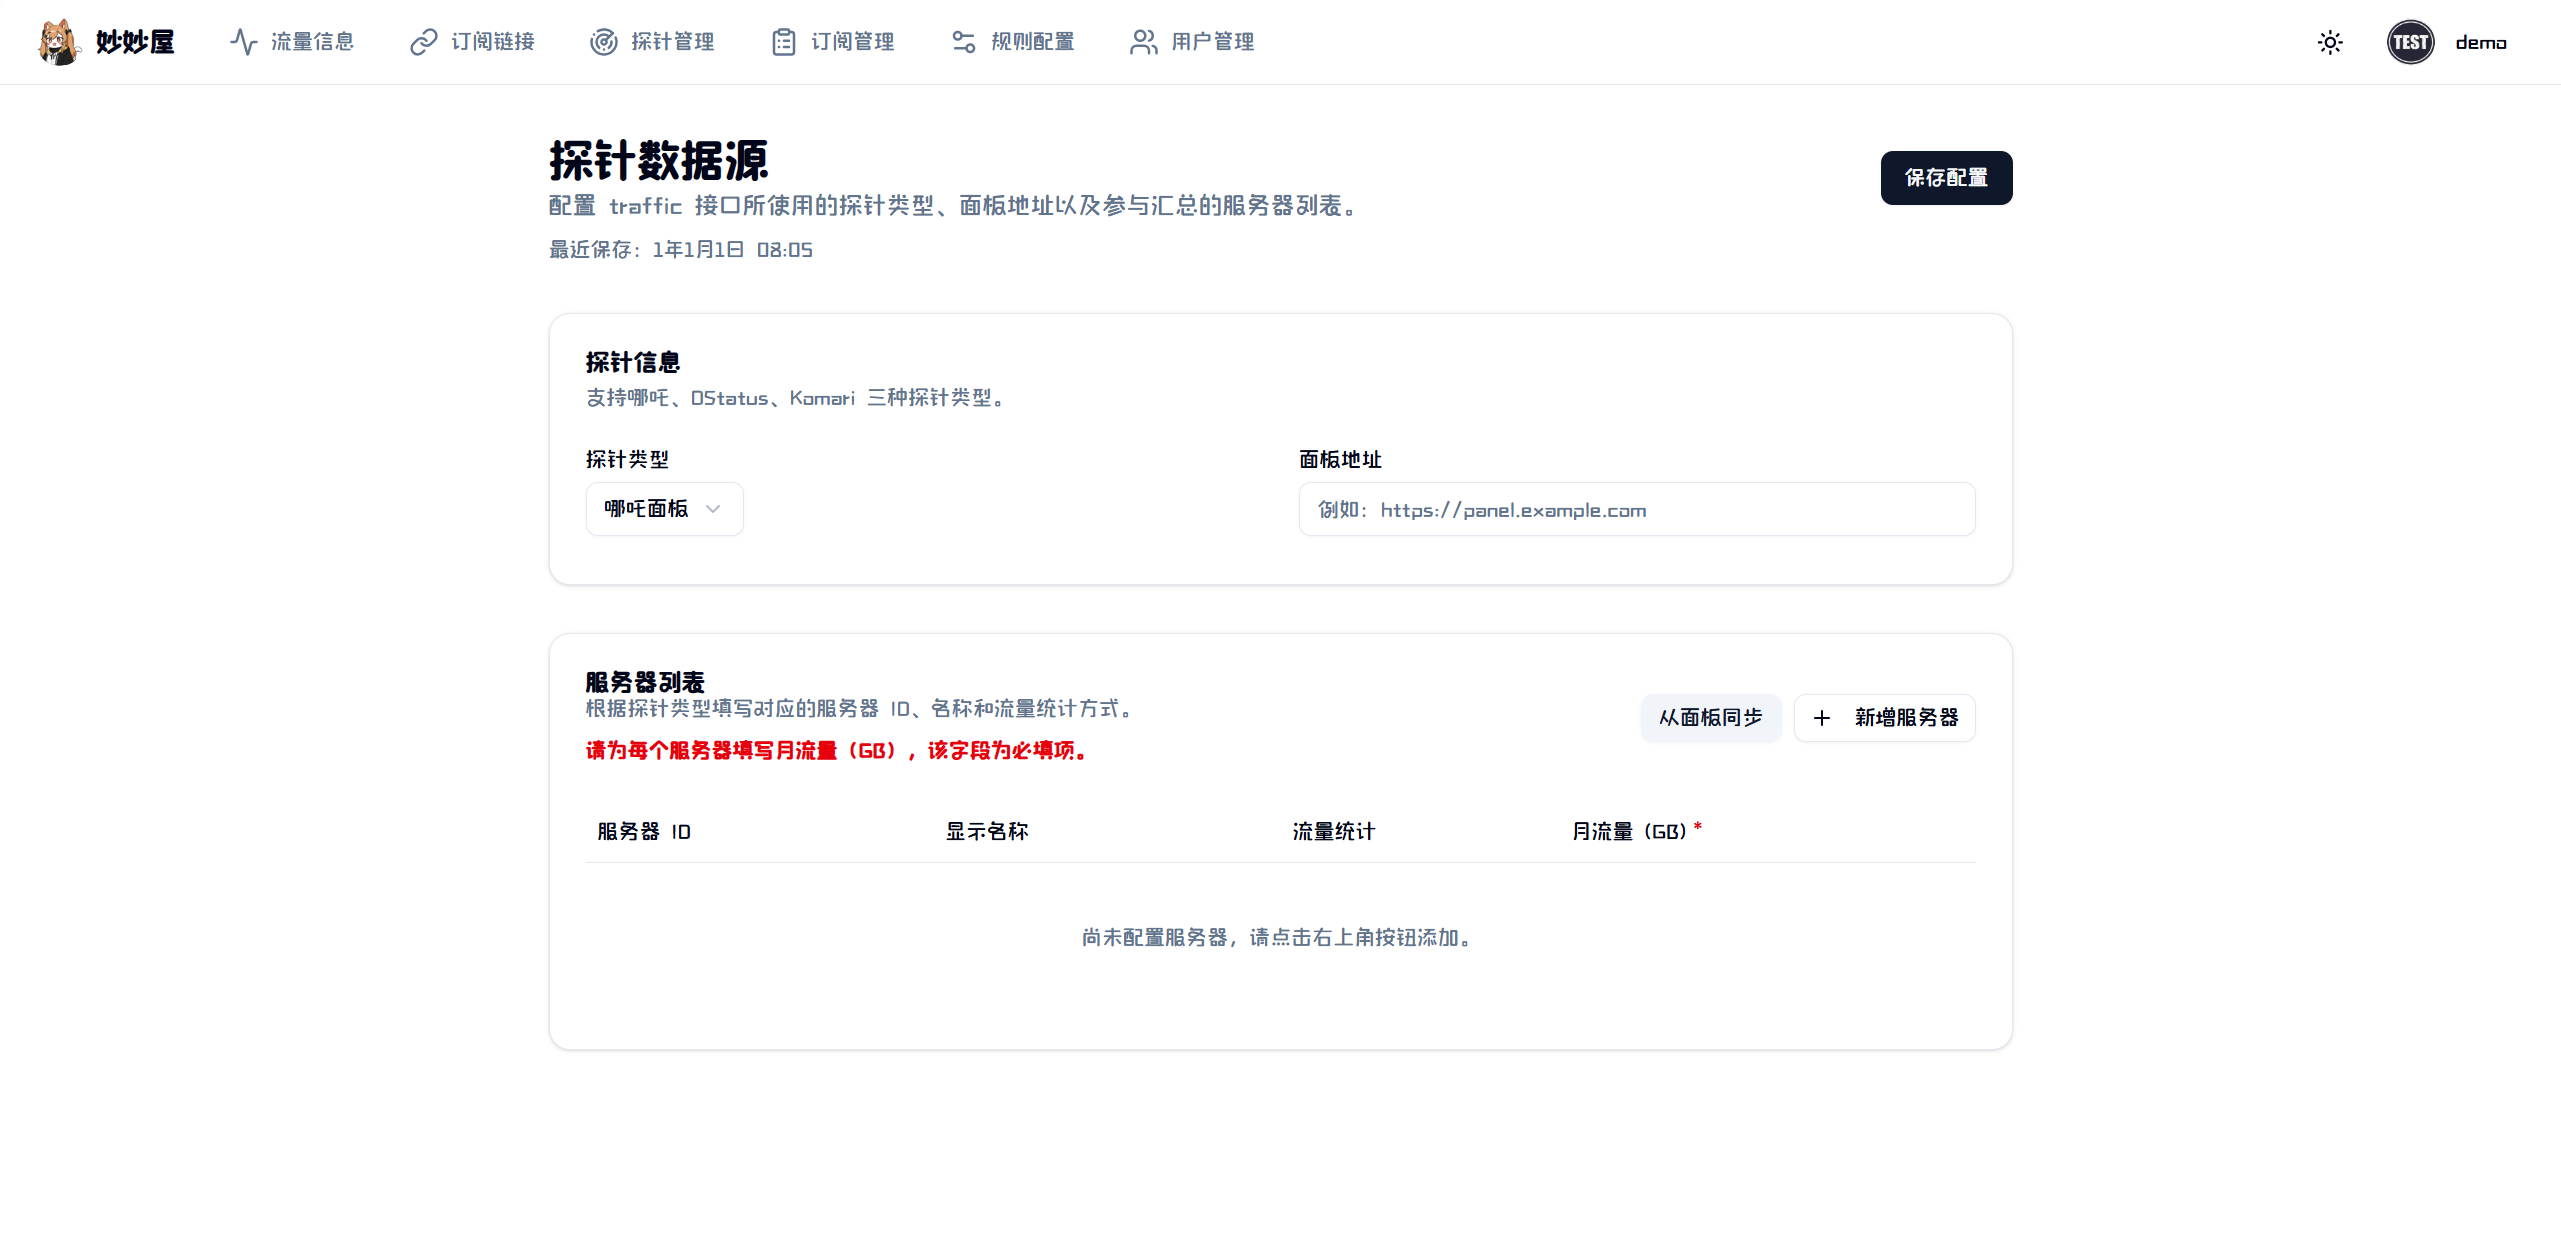 妙妙屋
流量信息
订阅链接
探针管理
订阅管理
规则配置
用户管理
TEST
demo
探针数据源
配置 traffic 接口所使用的探针类型、面板地址以及参与汇总的服务器列表。
最近保存：1年1月1日 08:05
保存配置
探针信息
支持哪吒、DStatus、Komari 三种探针类型。
探针类型
哪吒面板
面板地址
例如：https://panel.example.com
服务器列表
根据探针类型填写对应的服务器 ID、名称和流量统计方式。
请为每个服务器填写月流量（GB），该字段为必填项。
从面板同步
新增服务器
服务器 ID 显示名称 流量统计 月流量（GB）*
尚未配置服务器，请点击右上角按钮添加。